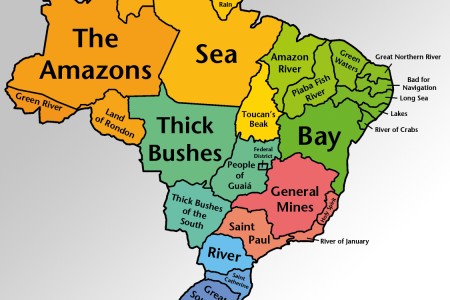 Rain
The
Amazons
Sea
Amazon
River
Green
Waters
Great Northern River
Piaba Fish
River
Bad for
Navigation
Long Sea
Lakes
River of Crabs
Green River
Land
of Rondon
Toucan's
Beak
Thick
Bushes
Bay
Federal
District
People
of
Guaiá
General
Mines
Holy Spirit
Thick Bushes
of the
South
Saint
Paul
River of January
River
Saint
Catherine
Great